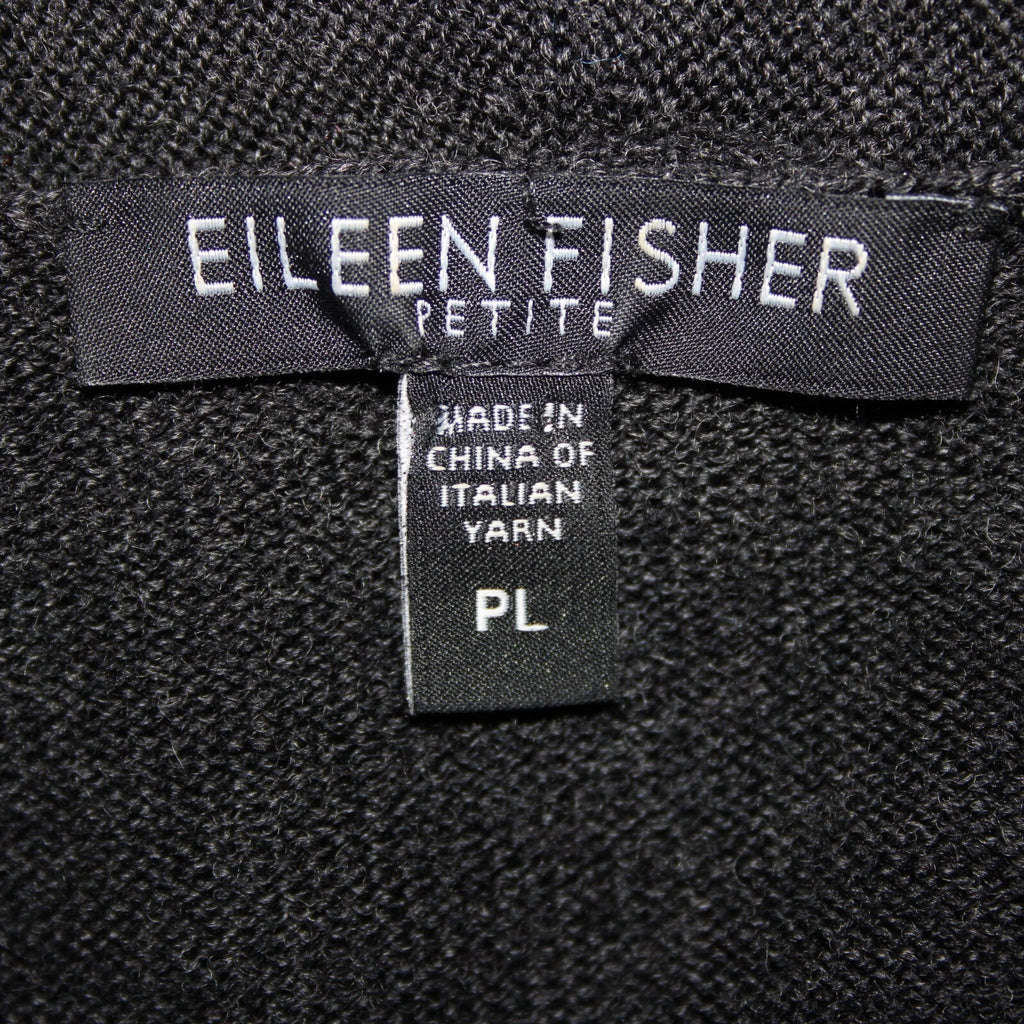 EILEEN FISHER
PETITE
MADE IN
CHINA OF
ITALIAN
YARN
PL